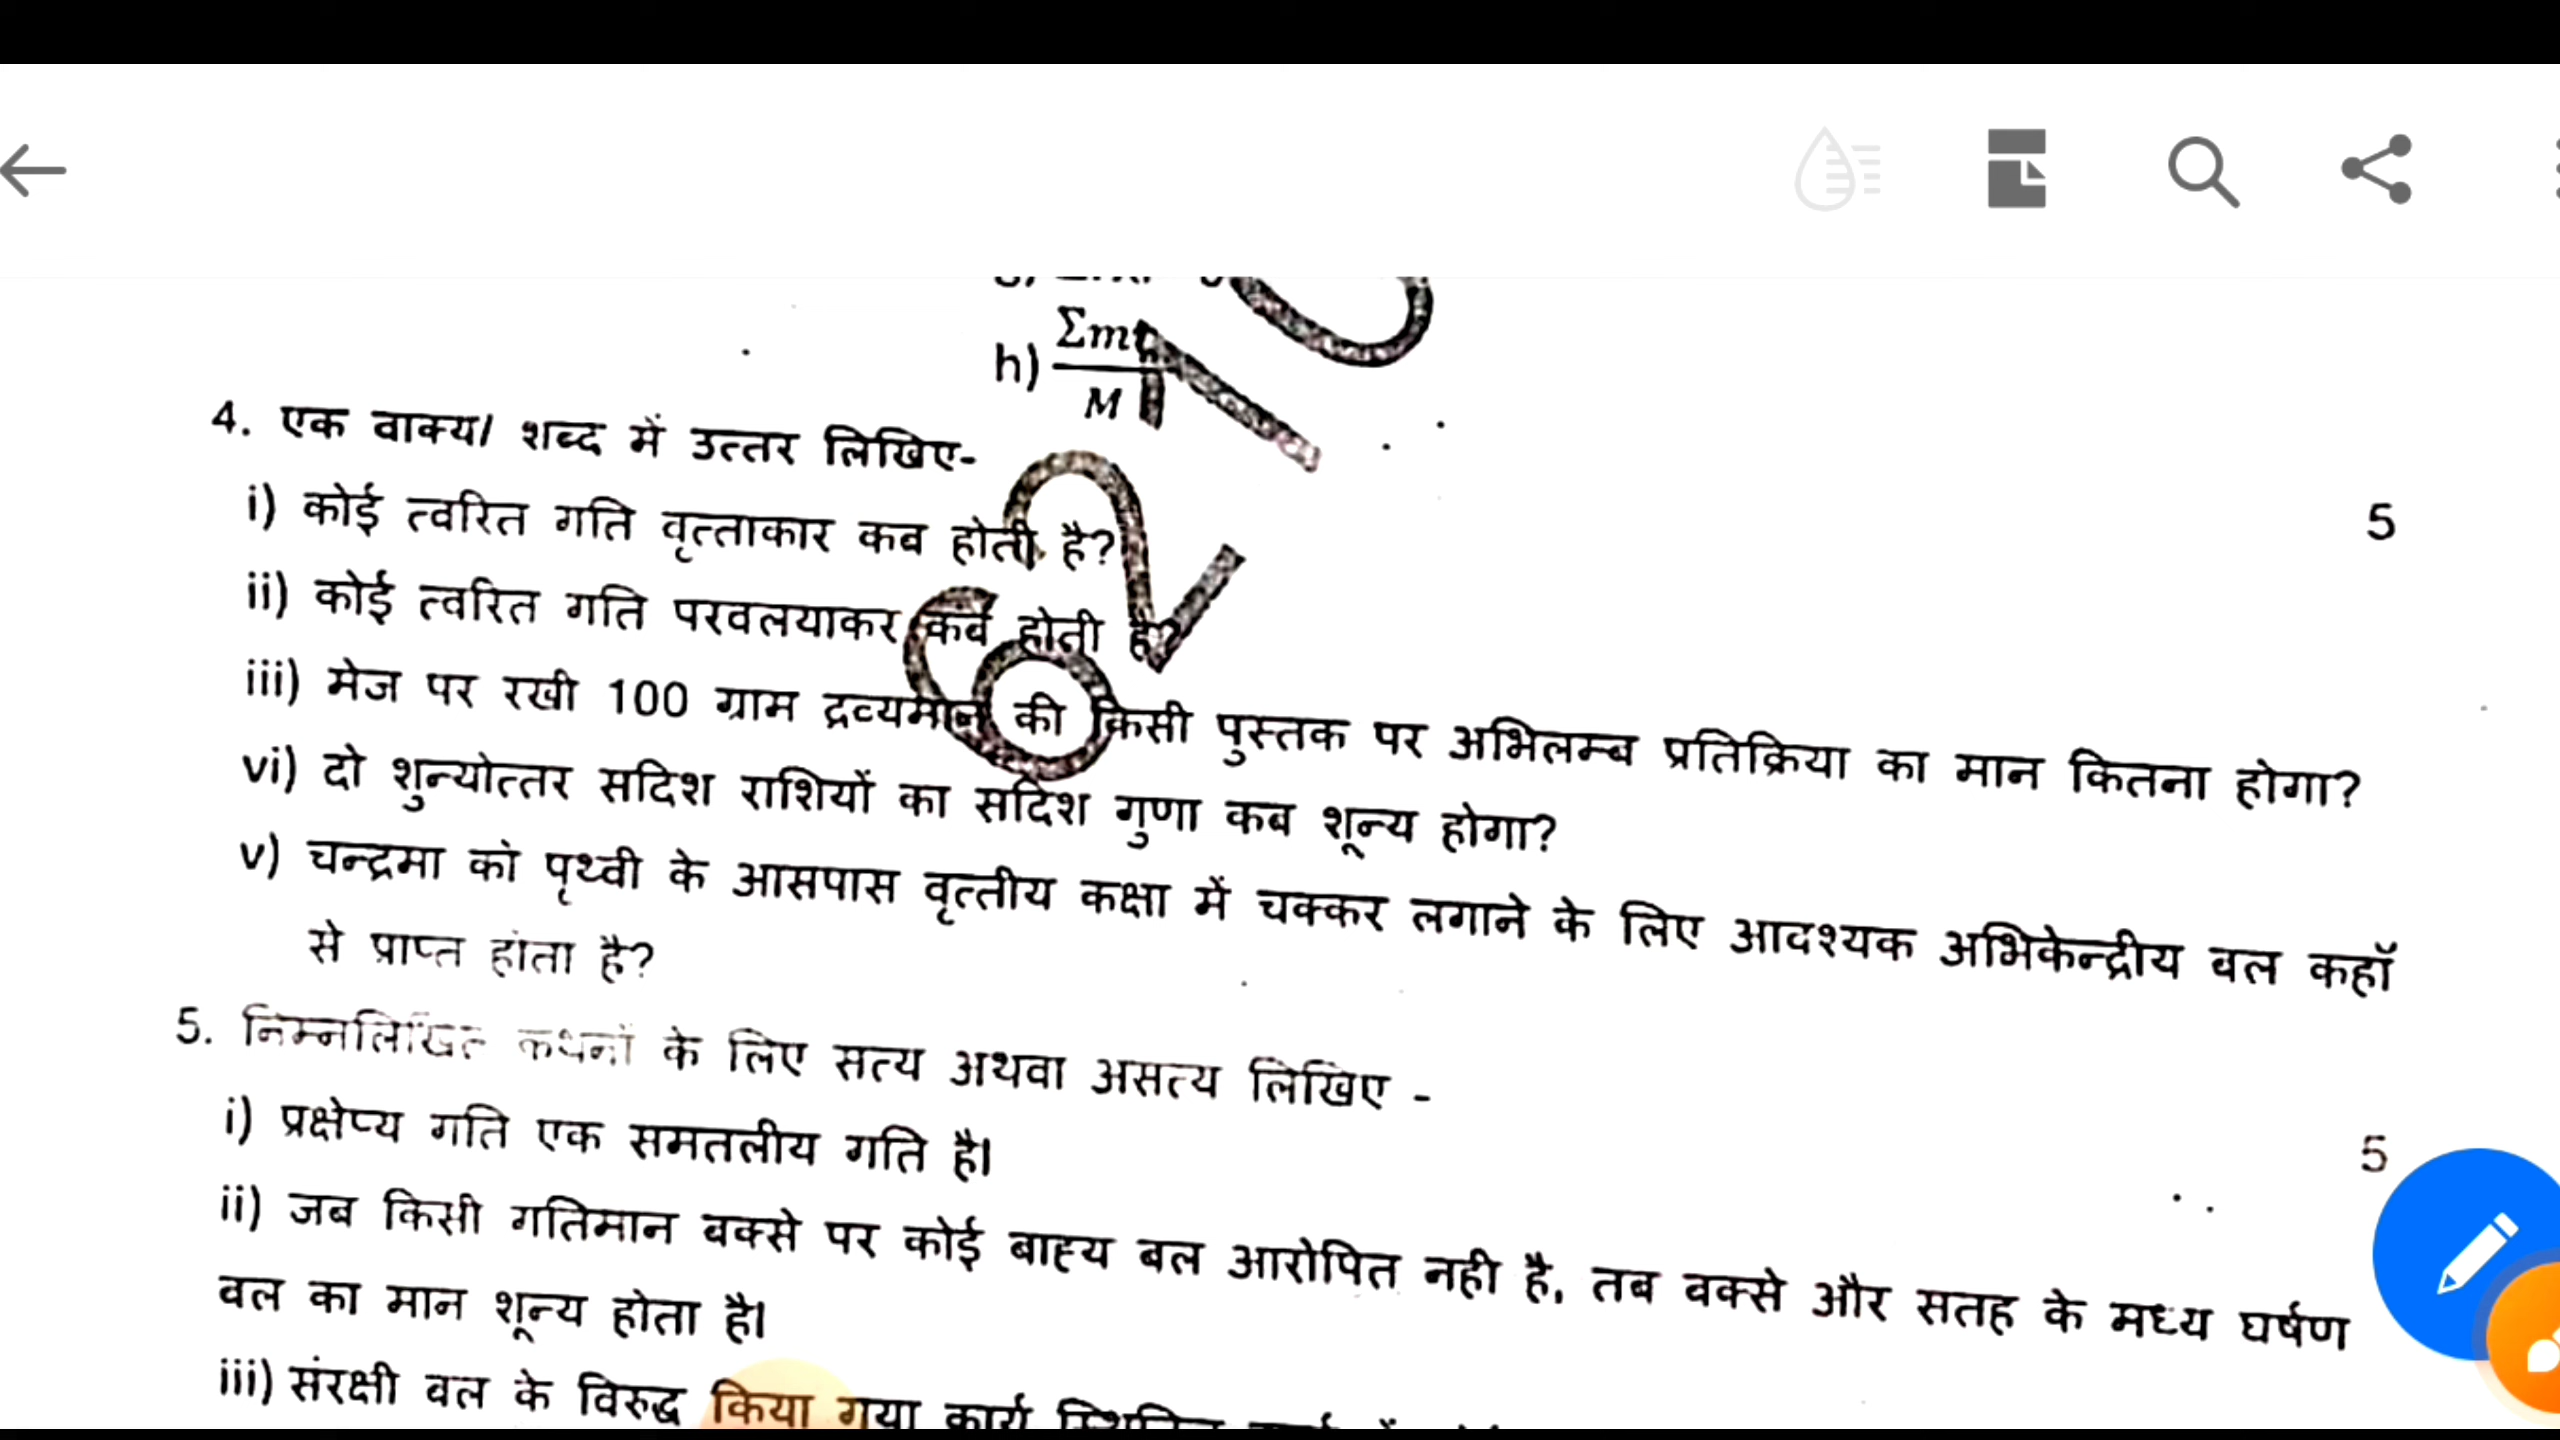 h) Σm
M
4. एक वाक्य/ शब्द में उत्तर लिखिए-
5
i) कोई त्वरित गति वृत्ताकार कब होती है?
ii) कोई त्वरित गति परवलयाकर कब होती है?
iii) मेज पर रखी 100 ग्राम द्रव्यमान की किसी पुस्तक पर अभिलम्ब प्रतिक्रिया का मान कितना होगा?
vi) दो शुन्योत्तर सदिश राशियों का सदिश गुणा कब शून्य होगा?
v) चन्द्रमा को पृथ्वी के आसपास वृत्तीय कक्षा में चक्कर लगाने के लिए आवश्यक अभिकेन्द्रीय बल कहाँ
से प्राप्त होता है?
5. निम्नलिखित कथनों के लिए सत्य अथवा असत्य लिखिए -
5
i) प्रक्षेप्य गति एक समतलीय गति है।
ii) जब किसी गतिमान बक्से पर कोई बाह्य बल आरोपित नही है, तब बक्से और सतह के मध्य घर्षण
बल का मान शून्य होता है।
iii) संरक्षी बल के विरुद्ध किया गया कार्य